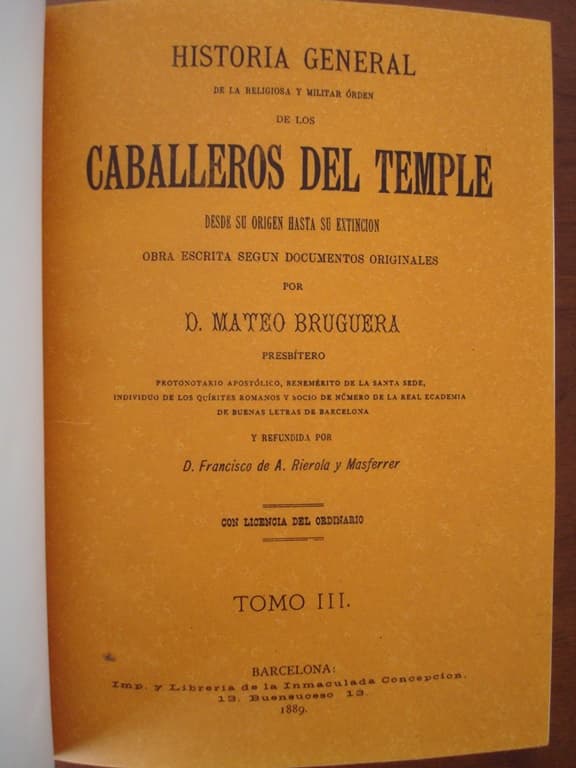 HISTORIA GENERAL
DE LA RELIGIOSA Y MILITAR ÓRDEN
DE LOS
CABALLEROS DEL TEMPLE
DESDE SU ORIGEN HASTA SU EXTINCION
OBRA ESCRITA SEGUN DOCUMENTOS ORIGINALES
POR
D. MATEO BRUGUERA
PRESBÍTERO
PROTONOTARIO APOSTÓLICO, BENEMÉRITO DE LA SANTA SEDE,
INDIVIDUO DE LOS QUÍRITES ROMANOS Y SOCIO DE NÚMERO DE LA REAL ECADEMIA
DE BUENAS LETRAS DE BARCELONA
Y REFUNDIDA POR
D. Francisco de A. Rierola y Masferrer
CON LICENCIA DEL ORDINARIO
TOMO III.
BARCELONA:
Imp. y Libreria de la Inmaculada Concepcion,
13, Buensuceso 13.
1889.